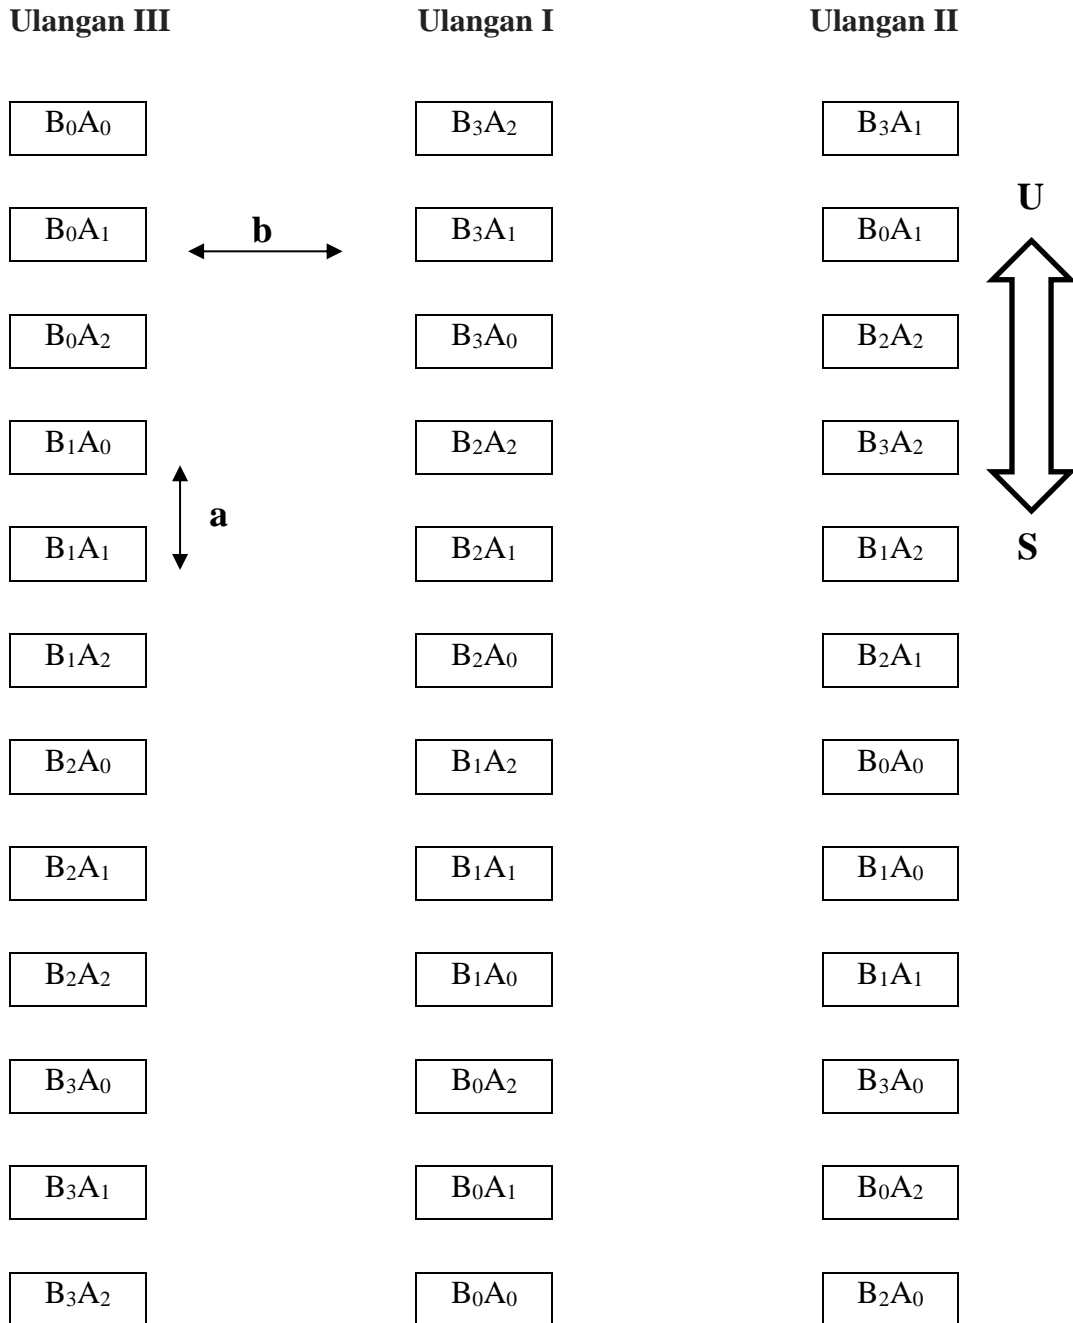 Ulangan III Ulangan I Ulangan II
B₀A₀ B₃A₂ B₃A₁
U
B₀A₁ b B₃A₁ B₀A₁
B₀A₂ B₃A₀ B₂A₂
B₁A₀ B₂A₂ B₃A₂
a
B₁A₁ B₂A₁ B₁A₂ S
B₁A₂ B₂A₀ B₂A₁
B₂A₀ B₁A₂ B₀A₀
B₂A₁ B₁A₁ B₁A₀
B₂A₂ B₁A₀ B₁A₁
B₃A₀ B₀A₂ B₃A₀
B₃A₁ B₀A₁ B₀A₂
B₃A₂ B₀A₀ B₂A₀